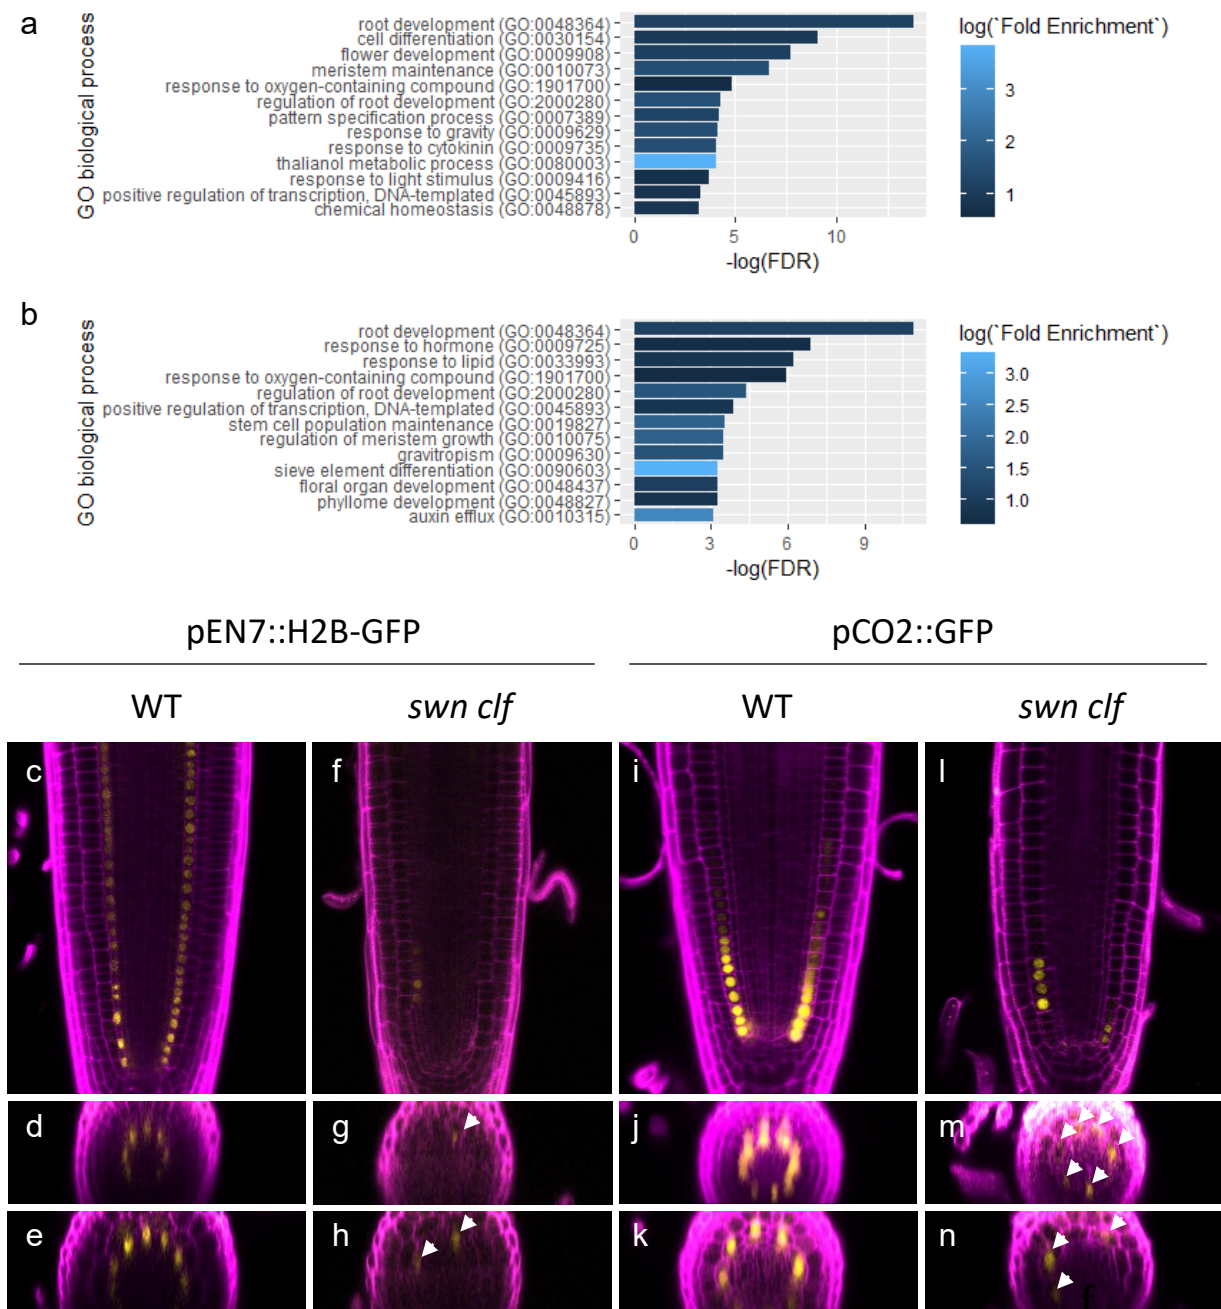 a
GO biological process
root development (GO:0048364)
cell differentiation (GO:0030154)
flower development (GO:0009908)
meristem maintenance (GO:0010073)
response to oxygen-containing compound (GO:1901700)
regulation of root development (GO:2000280)
pattern specification process (GO:0007389)
response to gravity (GO:0009629)
response to cytokinin (GO:0009735)
thalianol metabolic process (GO:0080003)
response to light stimulus (GO:0009416)
positive regulation of transcription, DNA-templated (GO:0045893)
chemical homeostasis (GO:0048878)
0 5 10
-log(FDR)
log(`Fold Enrichment`)
3
2
1
b
GO biological process
root development (GO:0048364)
response to hormone (GO:0009725)
response to lipid (GO:0033993)
response to oxygen-containing compound (GO:1901700)
regulation of root development (GO:2000280)
positive regulation of transcription, DNA-templated (GO:0045893)
stem cell population maintenance (GO:0019827)
regulation of meristem growth (GO:0010075)
gravitropism (GO:0009630)
sieve element differentiation (GO:0090603)
floral organ development (GO:0048437)
phyllome development (GO:0048827)
auxin efflux (GO:0010315)
0 3 6 9
-log(FDR)
log(`Fold Enrichment`)
3.0
2.5
2.0
1.5
1.0
pEN7::H2B-GFP pCO2::GFP
WT swn clf WT swn clf
c f i l
d g j m
e h k n
f